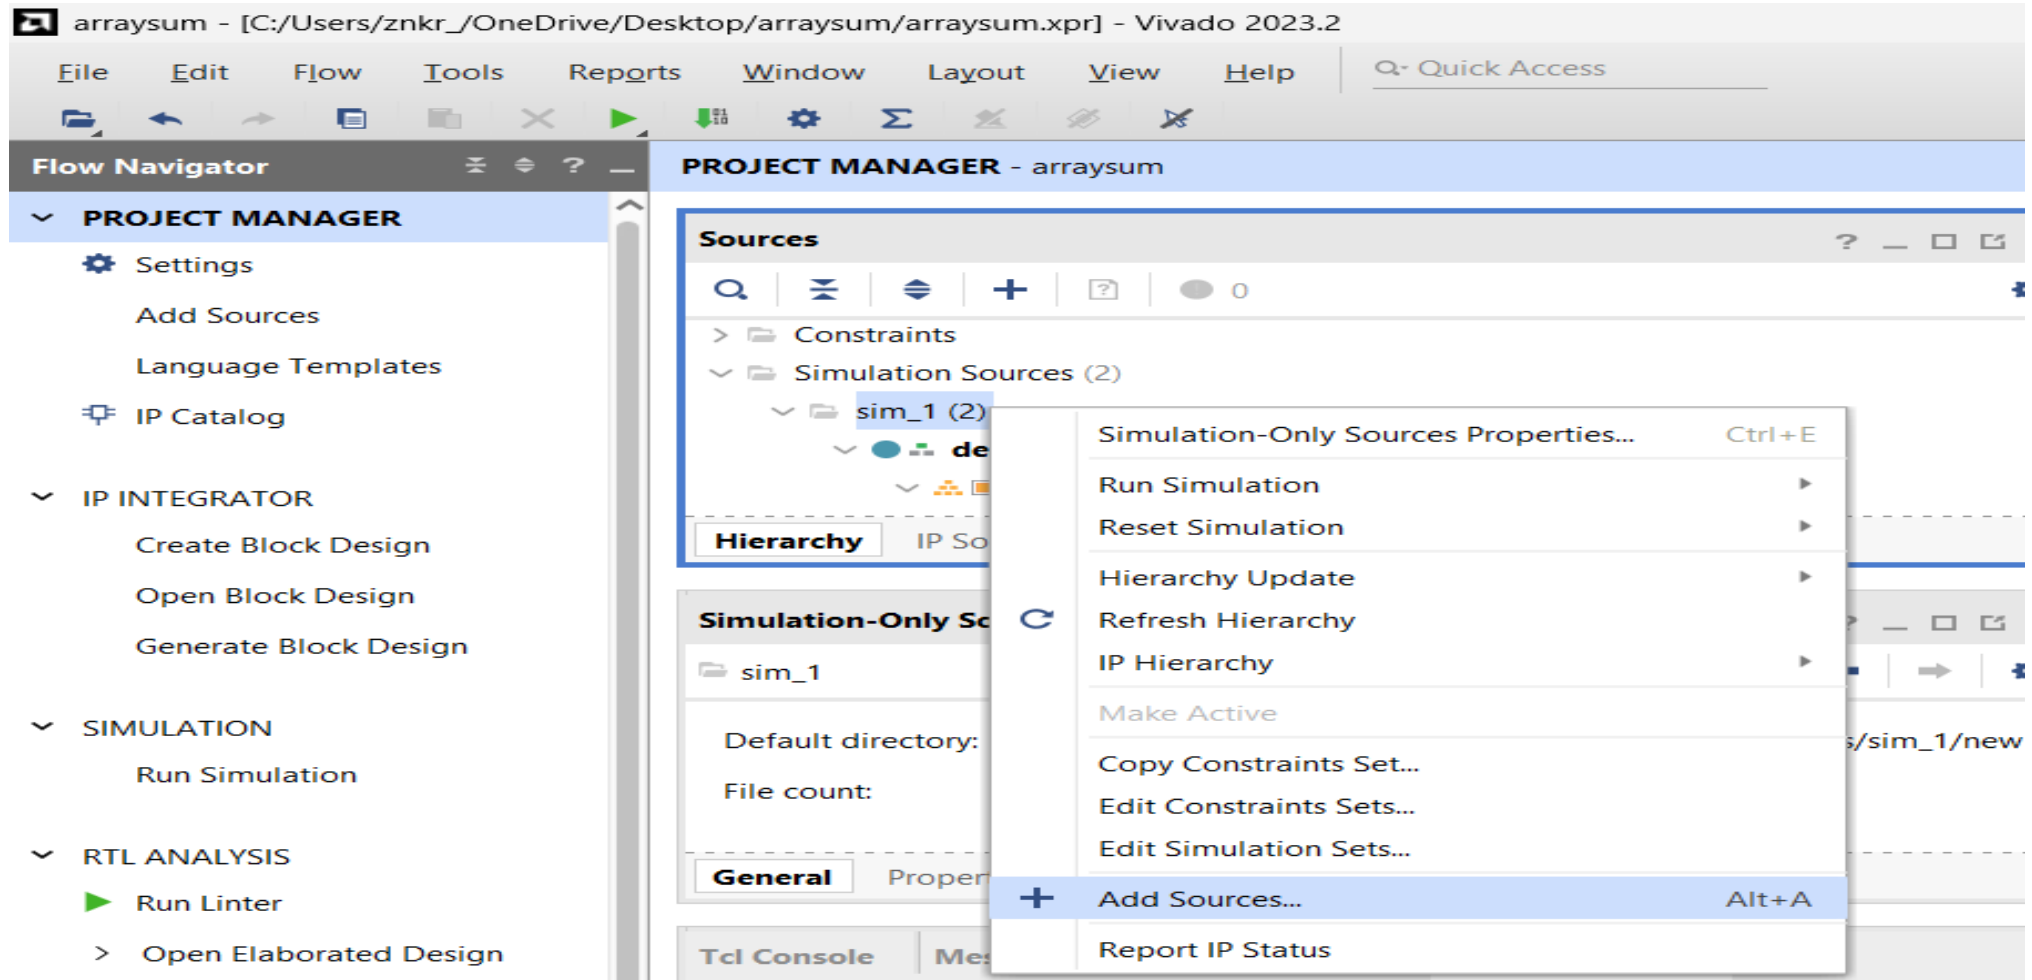 arraysum - [C:/Users/znkr_/OneDrive/Desktop/arraysum/arraysum.xpr] - Vivado 2023.2
File Edit Flow Tools Reports Window Layout View Help Quick Access
Flow Navigator
PROJECT MANAGER
Settings
Add Sources
Language Templates
IP Catalog
IP INTEGRATOR
Create Block Design
Open Block Design
Generate Block Design
SIMULATION
Run Simulation
RTL ANALYSIS
Run Linter
Open Elaborated Design
PROJECT MANAGER - arraysum
Sources
0
Constraints
Simulation Sources (2)
sim_1 (2)
de
Hierarchy IP So
Simulation-Only Sc
sim_1
Default directory: s/sim_1/new
File count:
General Propert
Tcl Console Mes
Simulation-Only Sources Properties... Ctrl+E
Run Simulation
Reset Simulation
Hierarchy Update
Refresh Hierarchy
IP Hierarchy
Make Active
Copy Constraints Set...
Edit Constraints Sets...
Edit Simulation Sets...
Add Sources... Alt+A
Report IP Status